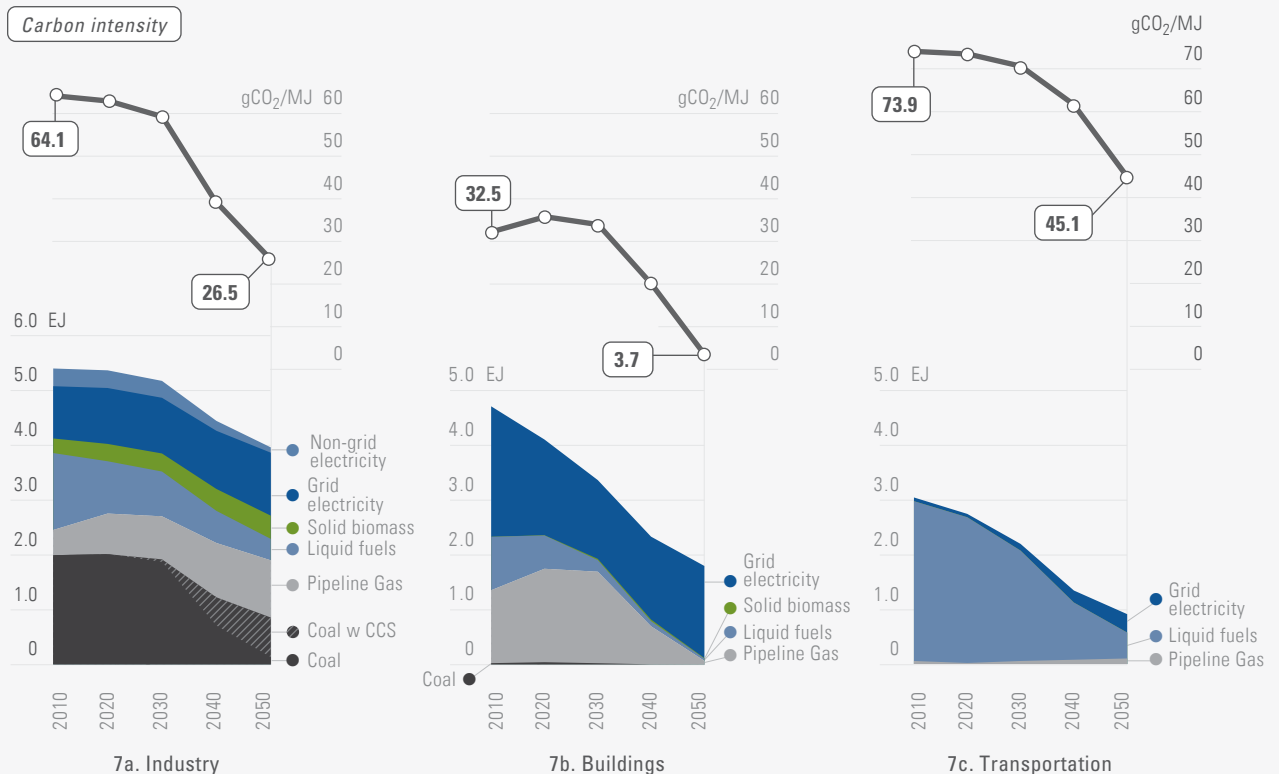 Carbon intensity
gCO₂/MJ 60
50
40
30
20
10
0
64.1
26.5
6.0 EJ
5.0
4.0
3.0
2.0
1.0
0
Non-grid
electricity
Grid
electricity
Solid biomass
Liquid fuels
Pipeline Gas
Coal w CCS
Coal
2010
2020
2030
2040
2050
7a. Industry
gCO₂/MJ 60
50
40
30
20
10
0
32.5
3.7
5.0 EJ
4.0
3.0
2.0
1.0
0
Grid
electricity
Solid biomass
Liquid fuels
Pipeline Gas
Coal
2010
2020
2030
2040
2050
7b. Buildings
gCO₂/MJ
70
60
50
40
30
20
10
0
73.9
45.1
5.0 EJ
4.0
3.0
2.0
1.0
0
Grid
electricity
Liquid fuels
Pipeline Gas
2010
2020
2030
2040
2050
7c. Transportation